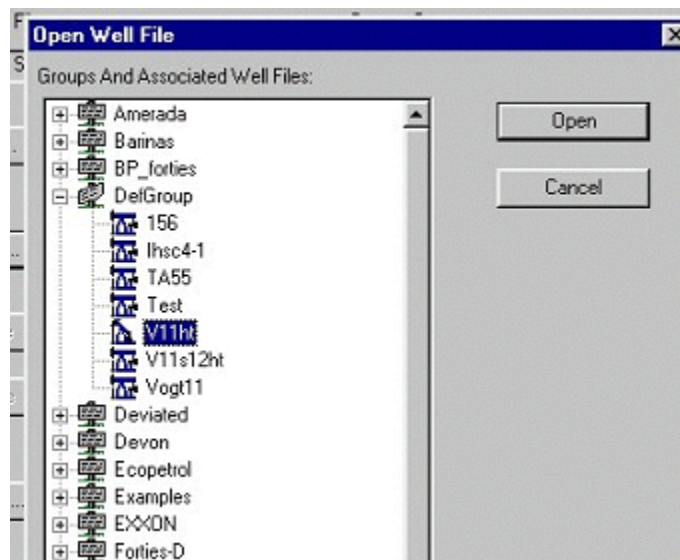 Open Well File
Groups And Associated Well Files:
Amerada
Barinas
BP_forties
DefGroup
156
Ihsc4-1
TA55
Test
V11ht
V11s12ht
Vogt11
Deviated
Devon
Ecopetrol
Examples
EXXON
Forties-D
Open
Cancel